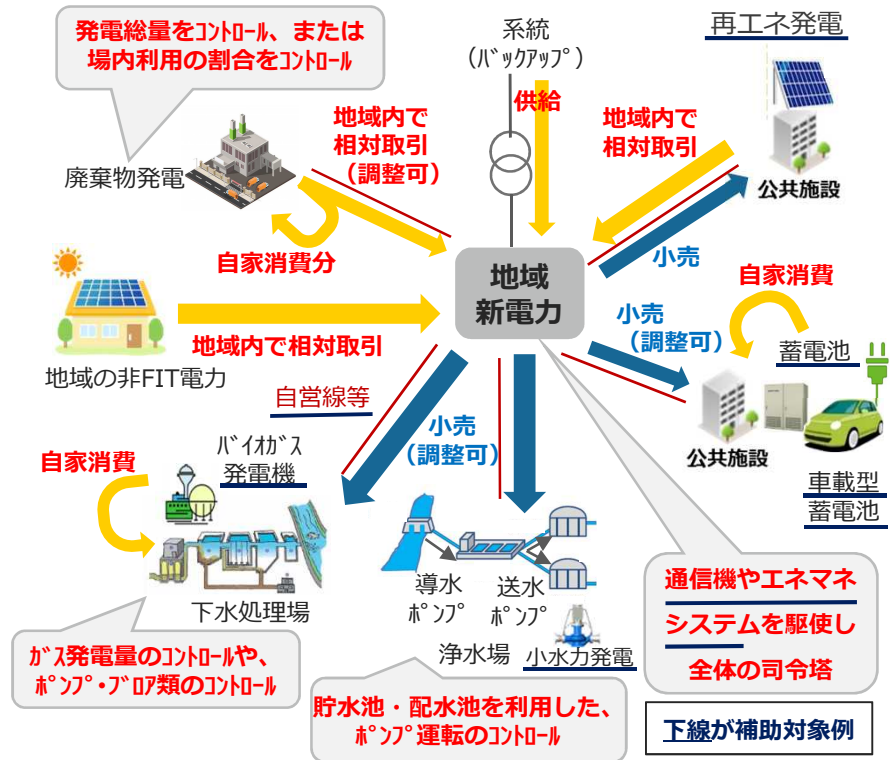 発電総量をｺﾝﾄﾛｰﾙ、または
場内利用の割合をｺﾝﾄﾛｰﾙ
系統
（ﾊﾞｯｸｱｯﾌﾟ）
供給
再エネ発電
公共施設
地域内で
相対取引
（調整可）
地域内で
相対取引
廃棄物発電
自家消費分
小売
地域
新電力
地域内で相対取引
地域の非FIT電力
小売
（調整可）
自家消費
蓄電池
公共施設
車載型
蓄電池
自営線等
小売
（調整可）
ﾊﾞｲｵｶﾞｽ
発電機
自家消費
下水処理場
導水
ﾎﾟﾝﾌﾟ
送水
ﾎﾟﾝﾌﾟ
浄水場
小水力発電
通信機やエネマネ
システムを駆使し
全体の司令塔
ｶﾞｽ発電量のｺﾝﾄﾛｰﾙや、
ﾎﾟﾝﾌﾟ・ﾌﾞﾛｱ類のｺﾝﾄﾛｰﾙ
貯水池・配水池を利用した、
ﾎﾟﾝﾌﾟ運転のｺﾝﾄﾛｰﾙ
下線が補助対象例